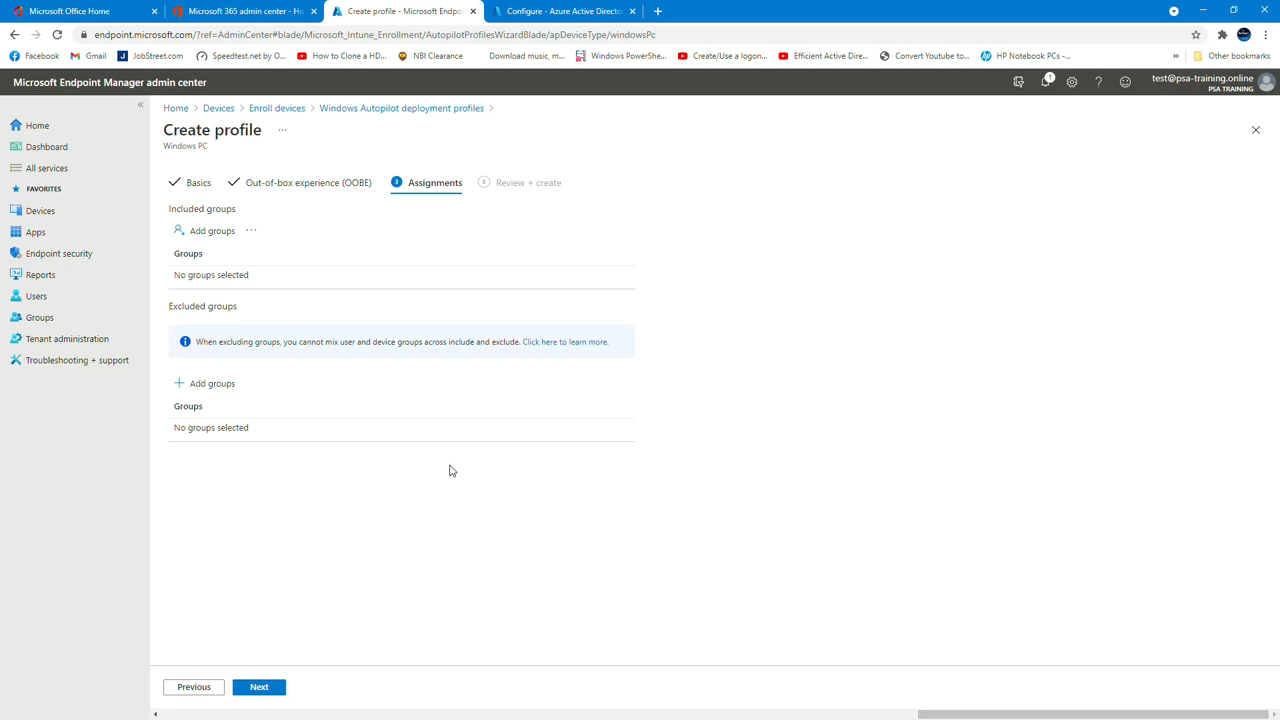 Microsoft Office Home
Microsoft 365 admin center - Ho
Create profile - Microsoft Endpo
Configure - Azure Active Directo
endpoint.microsoft.com/?ref=AdminCenter#blade/Microsoft_Intune_Enrollment/AutopilotProfilesWizardBlade/apDeviceType/windowsPc
Facebook
Gmail
JobStreet.com
Speedtest.net by O...
How to Clone a HD...
NBI Clearance
Download music, m...
Windows PowerShe...
Create/Use a logon...
Efficient Active Dire...
Convert Youtube to...
HP Notebook PCs -...
»
Other bookmarks
Microsoft Endpoint Manager admin center
1
test@psa-training.online
PSA TRAINING
«
Home
Dashboard
All services
FAVORITES
Devices
Apps
Endpoint security
Reports
Users
Groups
Tenant administration
Troubleshooting + support
Home > Devices > Enroll devices > Windows Autopilot deployment profiles >
Create profile ...
Windows PC
Basics
Out-of-box experience (OOBE)
3 Assignments
4 Review + create
Included groups
Add groups ...
Groups
No groups selected
Excluded groups
When excluding groups, you cannot mix user and device groups across include and exclude. Click here to learn more.
+ Add groups
Groups
No groups selected
Previous
Next